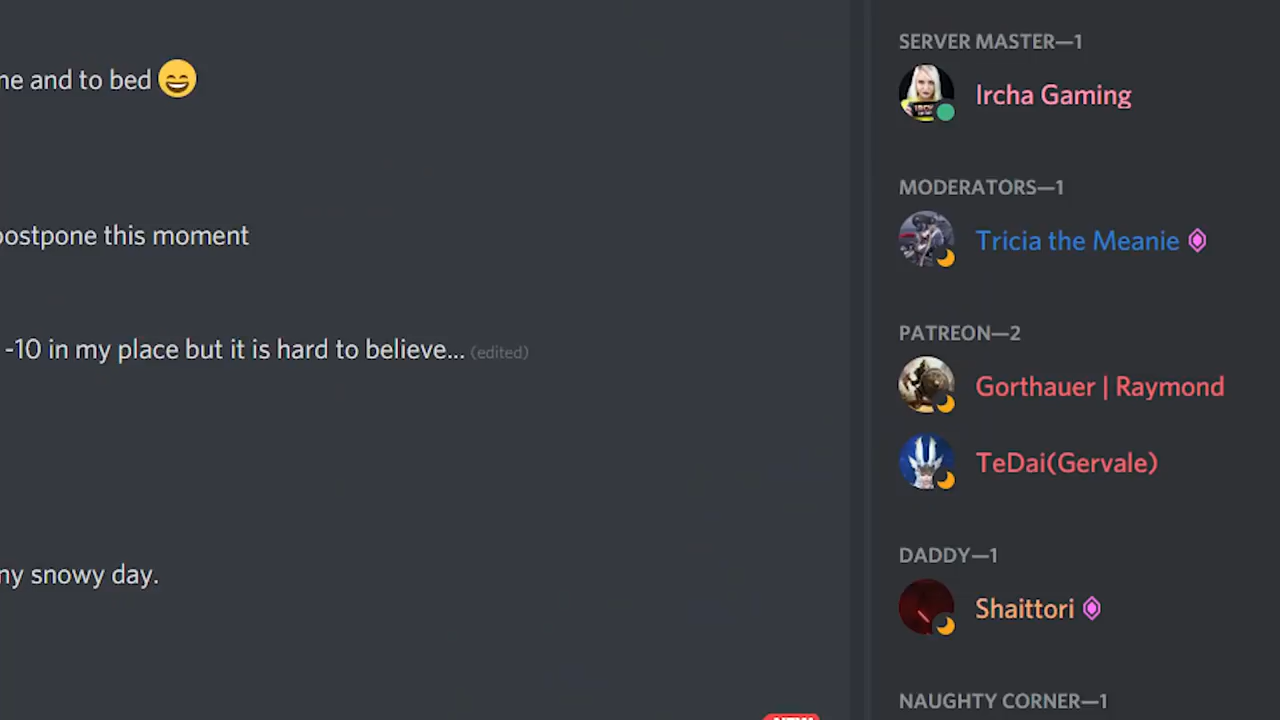 ne and to bed
postpone this moment
-10 in my place but it is hard to believe... (edited)
ny snowy day.
NEW
SERVER MASTER—1
Ircha Gaming
MODERATORS—1
Tricia the Meanie
PATREON—2
Gorthauer | Raymond
TeDai(Gervale)
DADDY—1
Shaittori
NAUGHTY CORNER—1